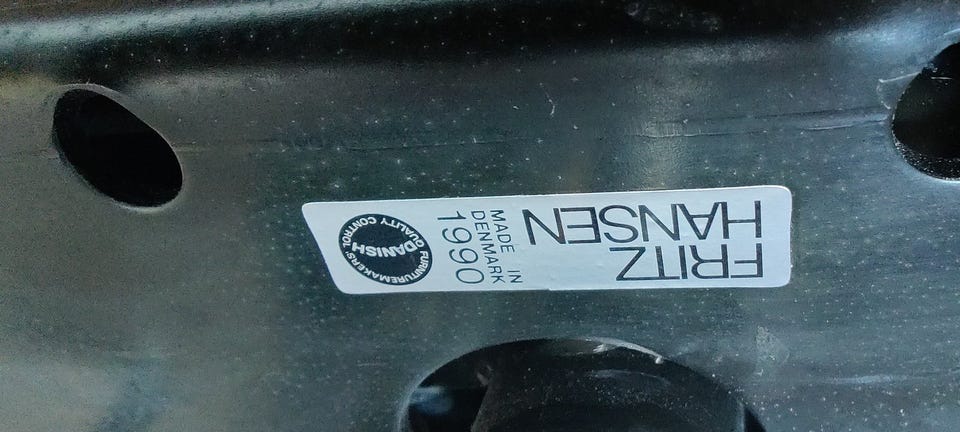 FRITZ
HANSEN
MADE IN
DENMARK
1990
DANISH
FURNITUREMAKERS'
QUALITY CONTROL